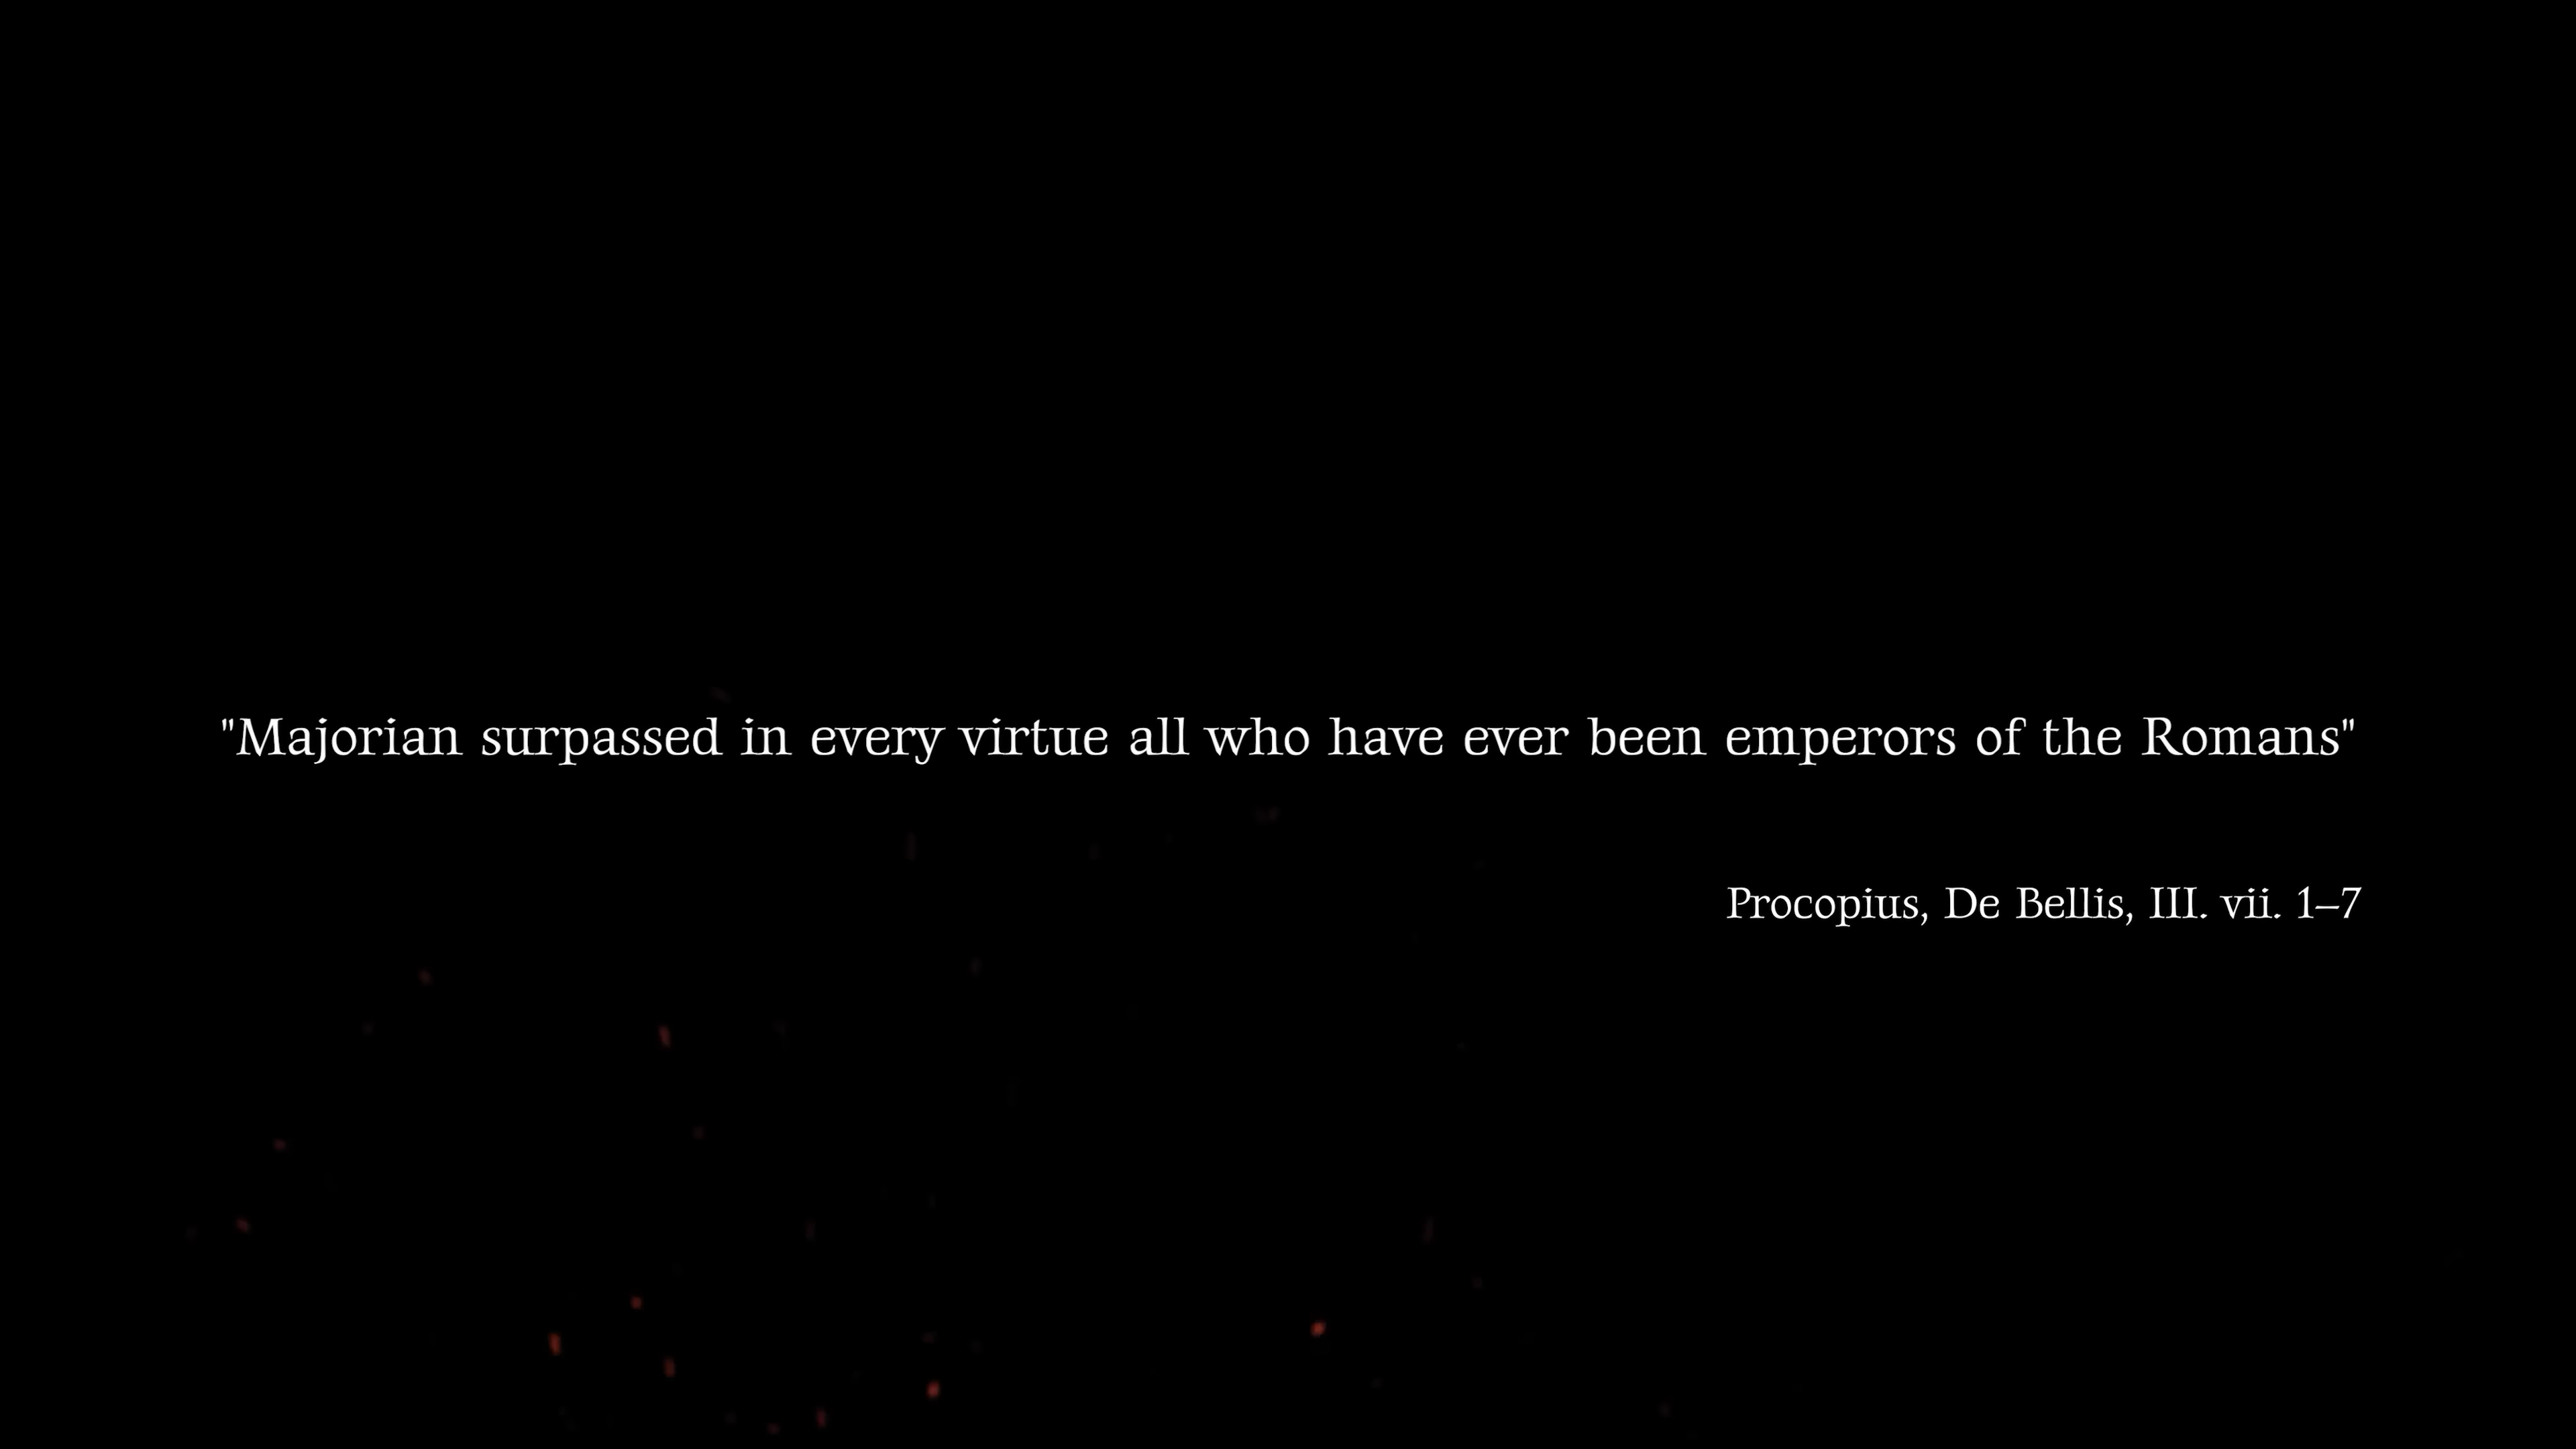 "Majorian surpassed in every virtue all who have ever been emperors of the Romans"
Procopius, De Bellis, III. vii. 1–7